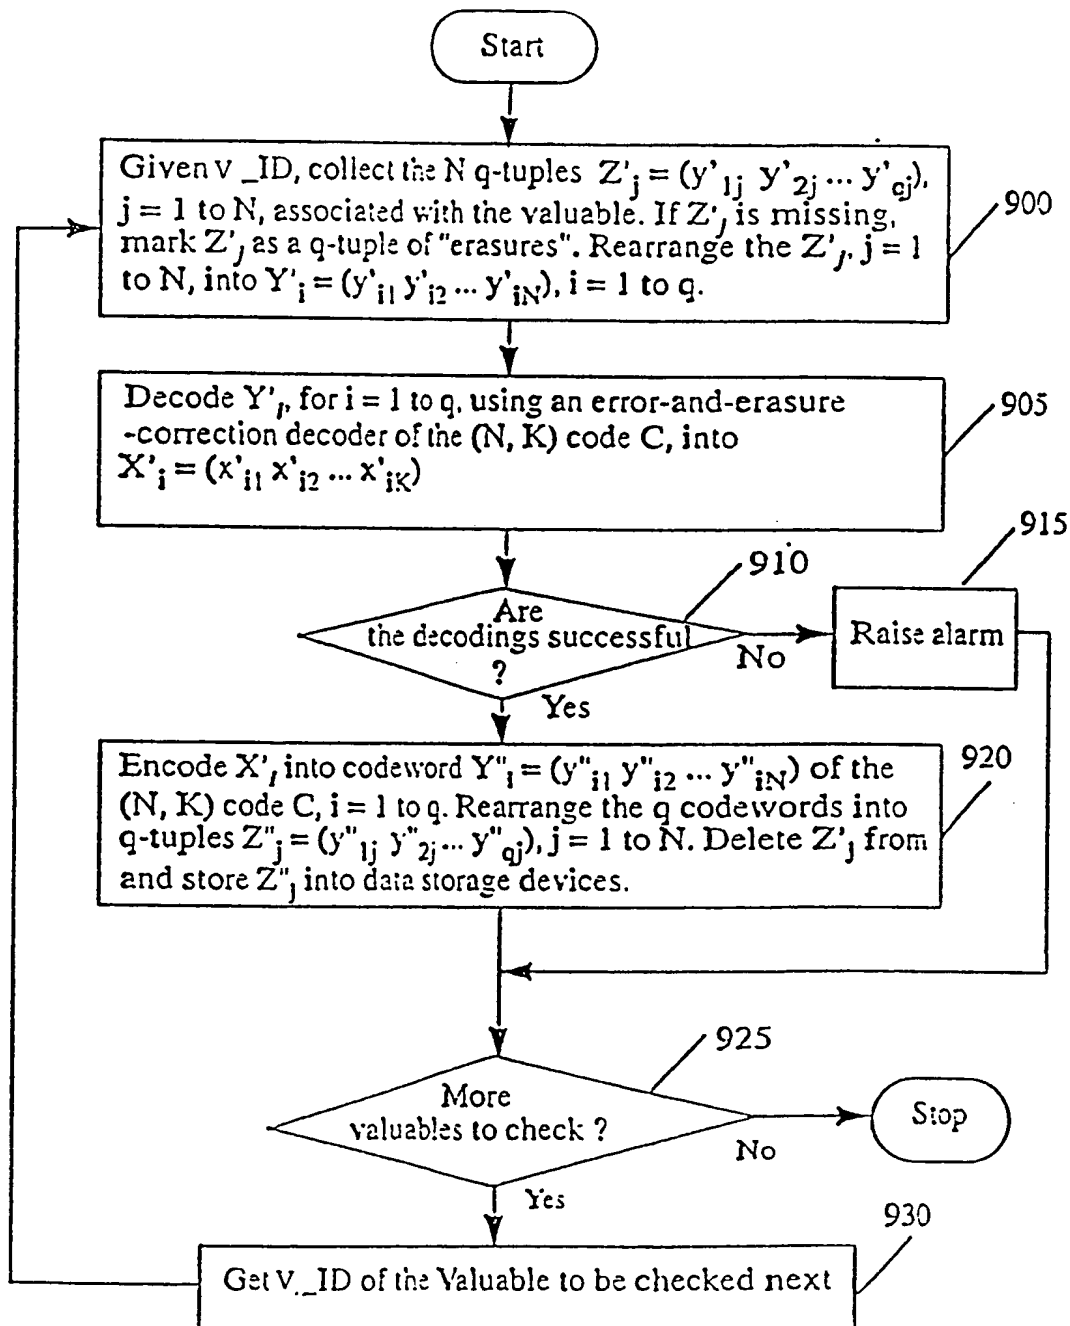 Start
Given V_ID, collect the N q-tuples Z'j = (y'1j y'2j ... y'qj),
j = 1 to N, associated with the valuable. If Z'j is missing,
mark Z'j as a q-tuple of "erasures". Rearrange the Z'j, j = 1
to N, into Y'i = (y'i1 y'i2 ... y'iN), i = 1 to q.
900
Decode Y'i, for i = 1 to q, using an error-and-erasure
-correction decoder of the (N, K) code C, into
X'i = (x'i1 x'i2 ... x'iK)
905
910
Are
the decodings successful
?
No
Yes
915
Raise alarm
Encode X'i into codeword Y"i = (y"i1 y"i2 ... y"iN) of the
(N, K) code C, i = 1 to q. Rearrange the q codewords into
q-tuples Z"j = (y"1j y"2j ... y"qj), j = 1 to N. Delete Z'j from
and store Z"j into data storage devices.
920
925
More
valuables to check ?
No
Stop
Yes
930
Get V_ID of the Valuable to be checked next